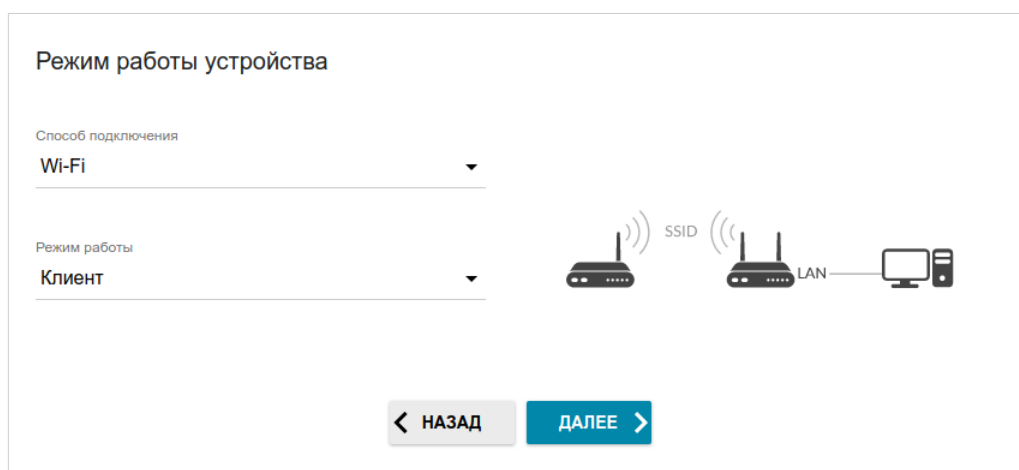 Режим работы устройства
Способ подключения
Wi-Fi
Режим работы
Клиент
SSID
LAN
НАЗАД
ДАЛЕЕ